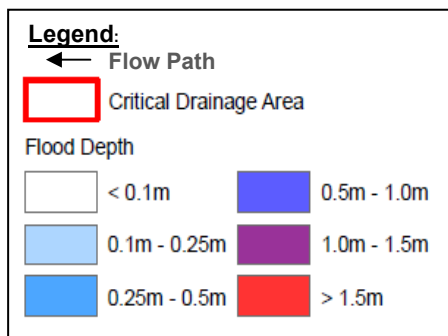 Legend:
Flow Path
Critical Drainage Area
Flood Depth
< 0.1m
0.5m - 1.0m
0.1m - 0.25m
1.0m - 1.5m
0.25m - 0.5m
> 1.5m